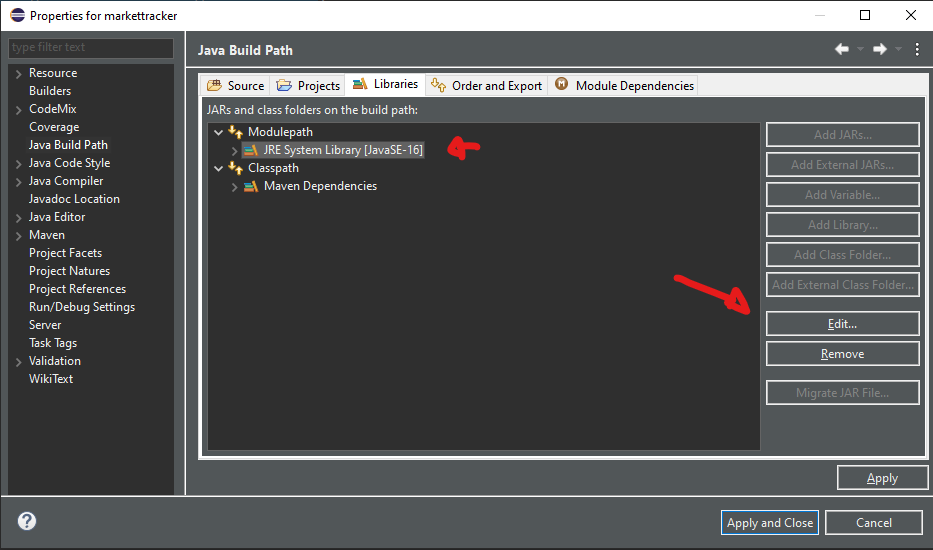 Properties for markettracker
type filter text
Resource
Builders
CodeMix
Coverage
Java Build Path
Java Code Style
Java Compiler
Javadoc Location
Java Editor
Maven
Project Facets
Project Natures
Project References
Run/Debug Settings
Server
Task Tags
Validation
WikiText
Java Build Path
Source Projects Libraries Order and Export Module Dependencies
JARs and class folders on the build path:
Modulepath
JRE System Library [JavaSE-16]
Classpath
Maven Dependencies
Add JARs...
Add External JARs...
Add Variable...
Add Library...
Add Class Folder...
Add External Class Folder...
Edit...
Remove
Migrate JAR File...
Apply
Apply and Close Cancel